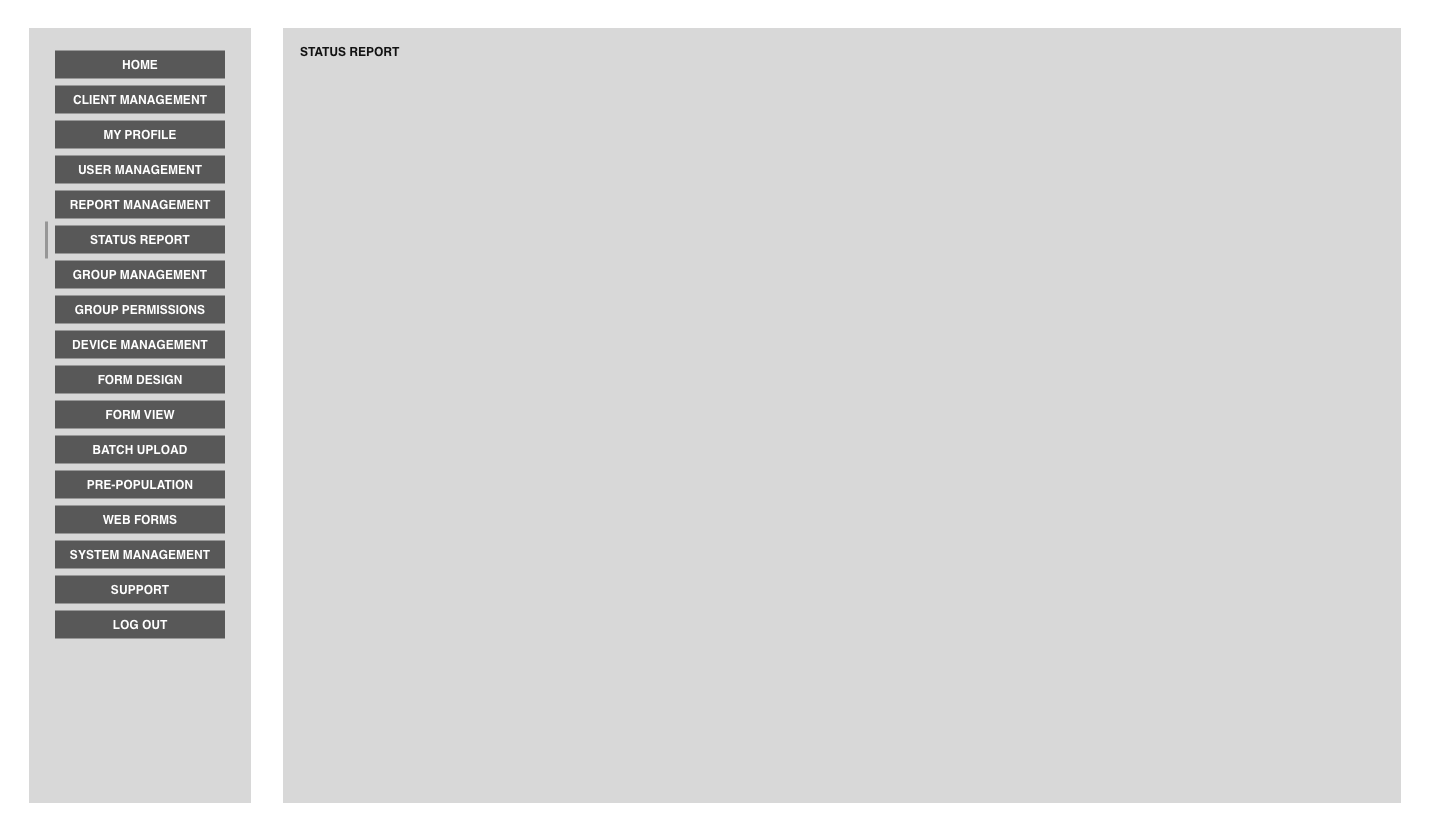 HOME
CLIENT MANAGEMENT
MY PROFILE
USER MANAGEMENT
REPORT MANAGEMENT
STATUS REPORT
GROUP MANAGEMENT
GROUP PERMISSIONS
DEVICE MANAGEMENT
FORM DESIGN
FORM VIEW
BATCH UPLOAD
PRE-POPULATION
WEB FORMS
SYSTEM MANAGEMENT
SUPPORT
LOG OUT
STATUS REPORT